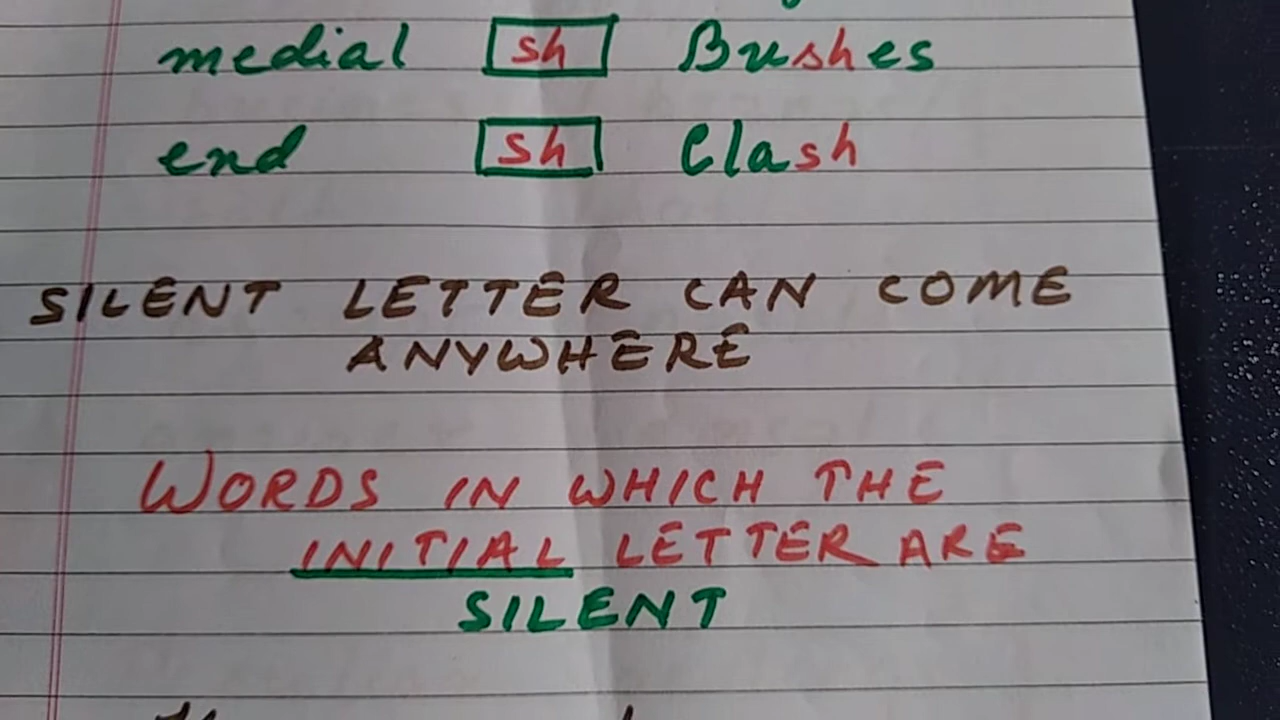 medial sh Bushes
end sh Clash
SILENT LETTER CAN COME
ANYWHERE
WORDS IN WHICH THE
INITIAL LETTER ARE
SILENT